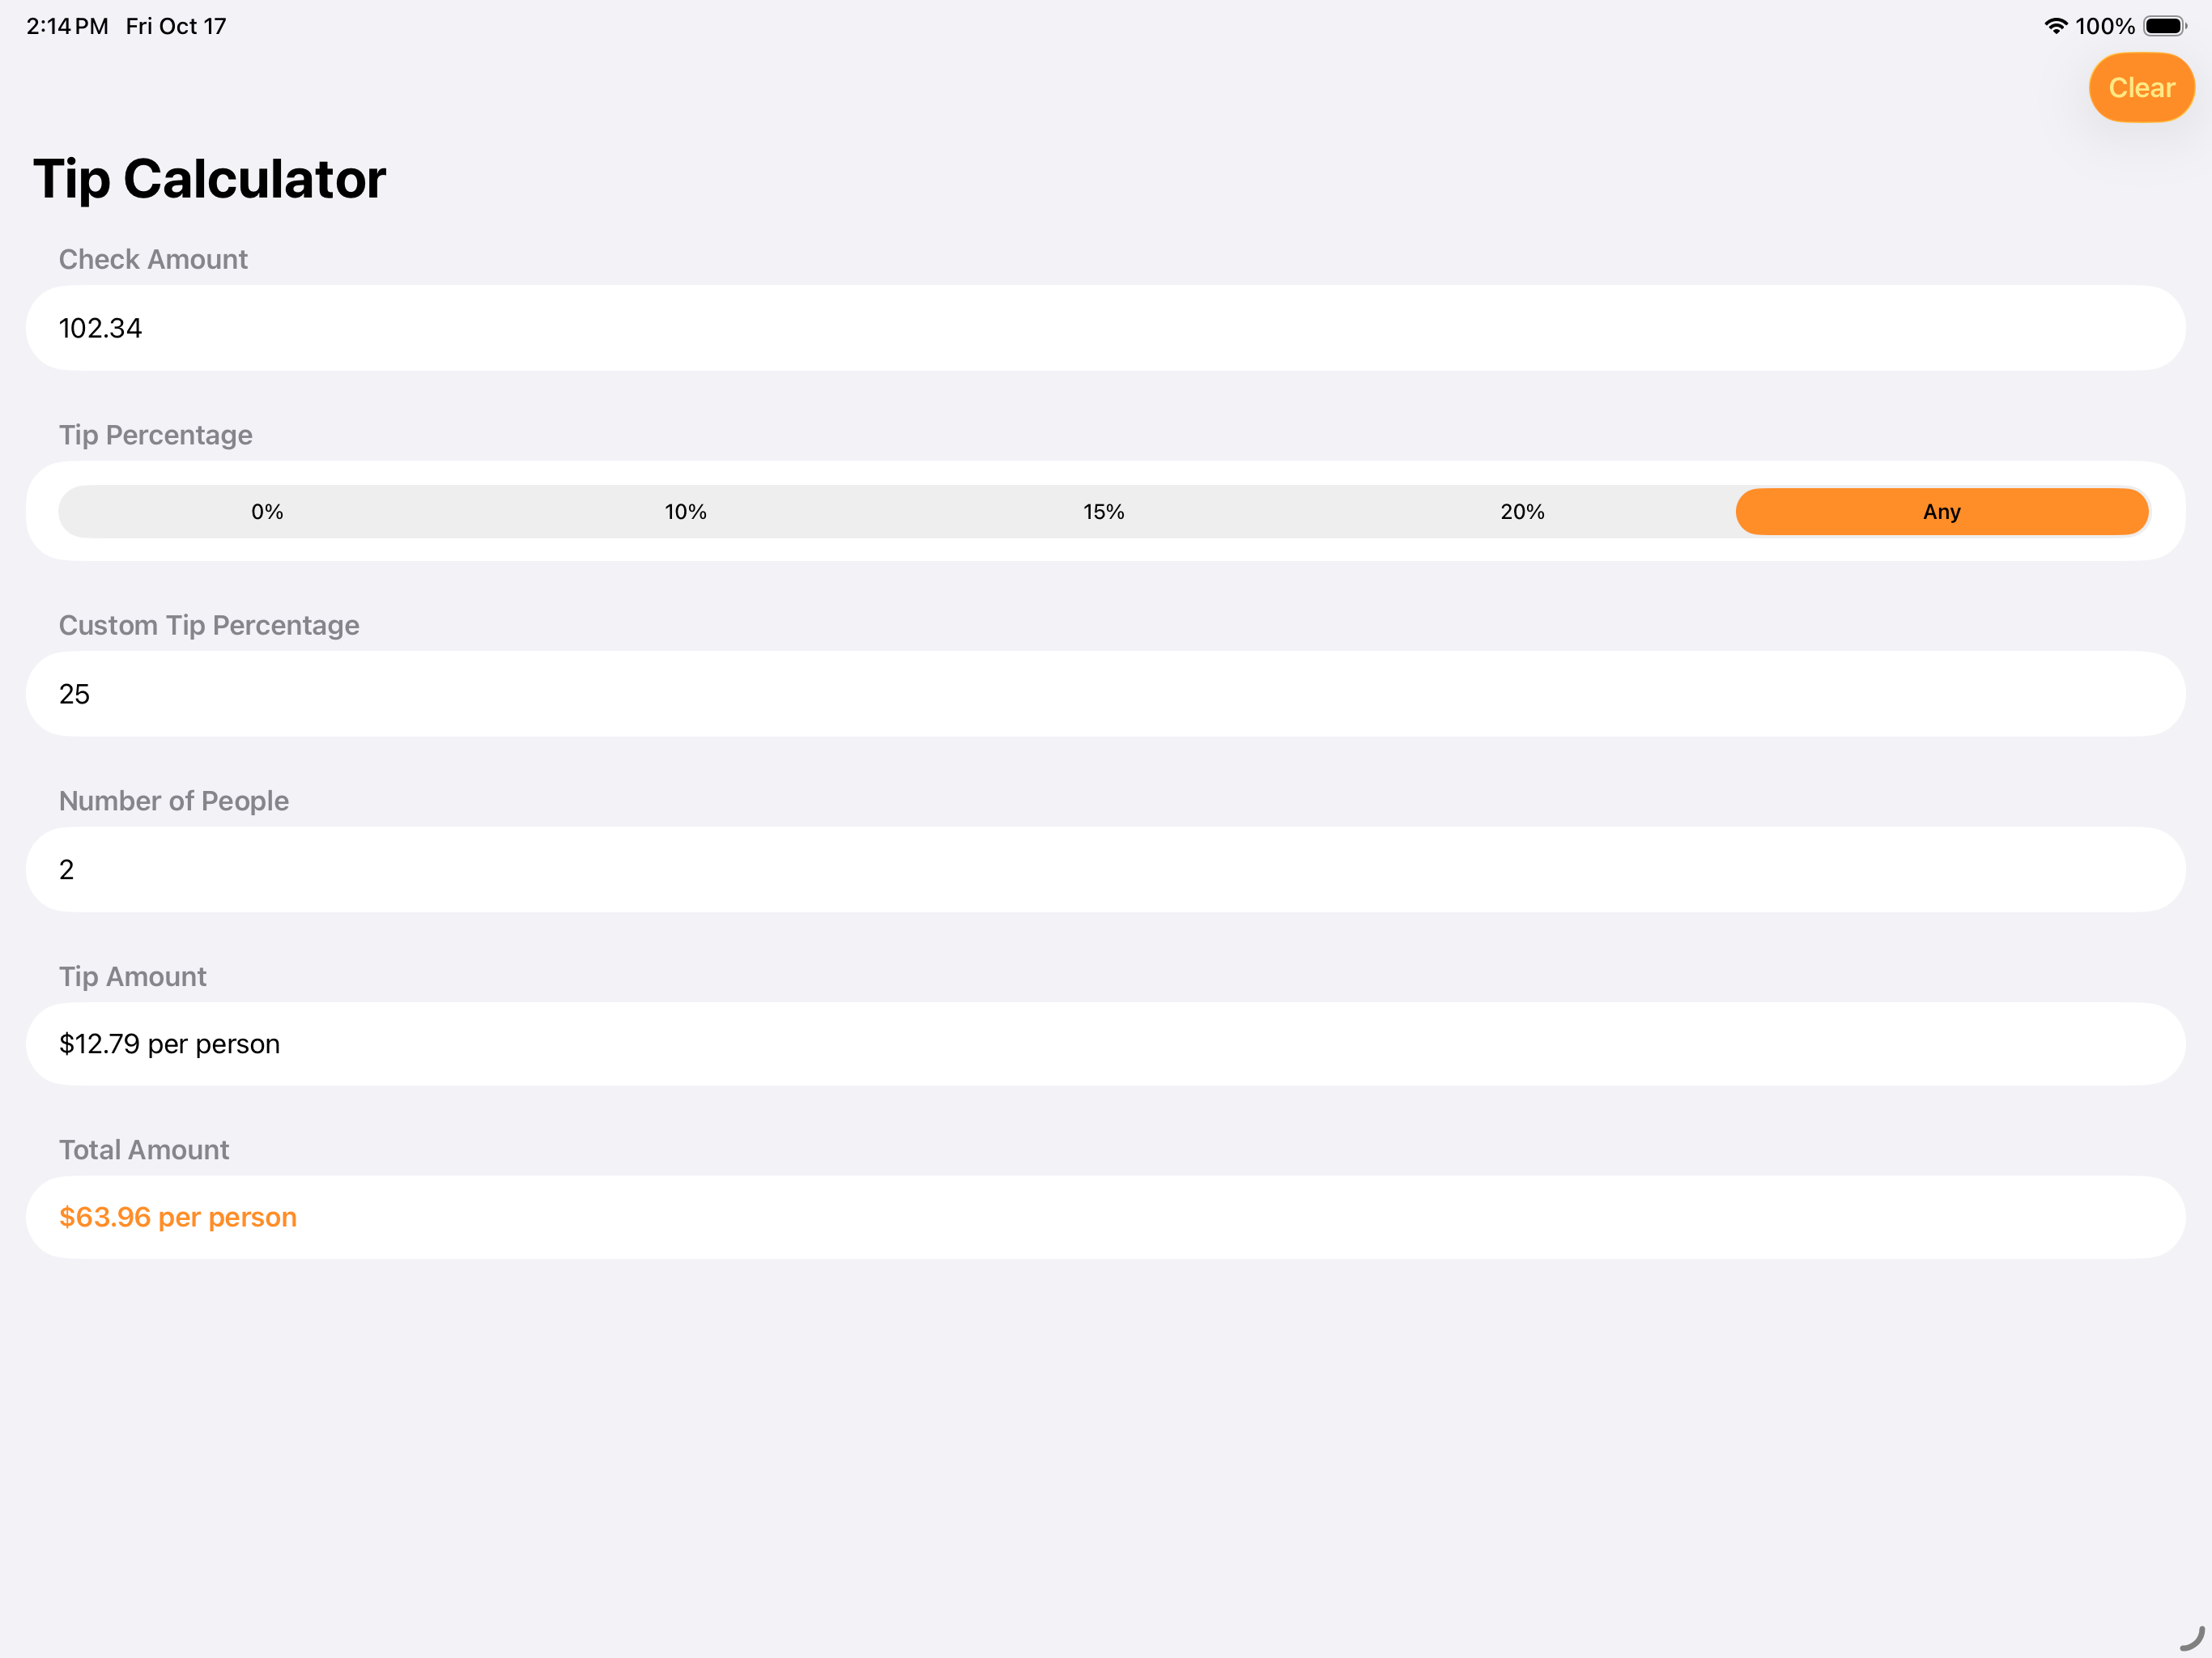 2:14 PM Fri Oct 17 100%
Clear
Tip Calculator
Check Amount
102.34
Tip Percentage
0% 10% 15% 20% Any
Custom Tip Percentage
25
Number of People
2
Tip Amount
$12.79 per person
Total Amount
$63.96 per person